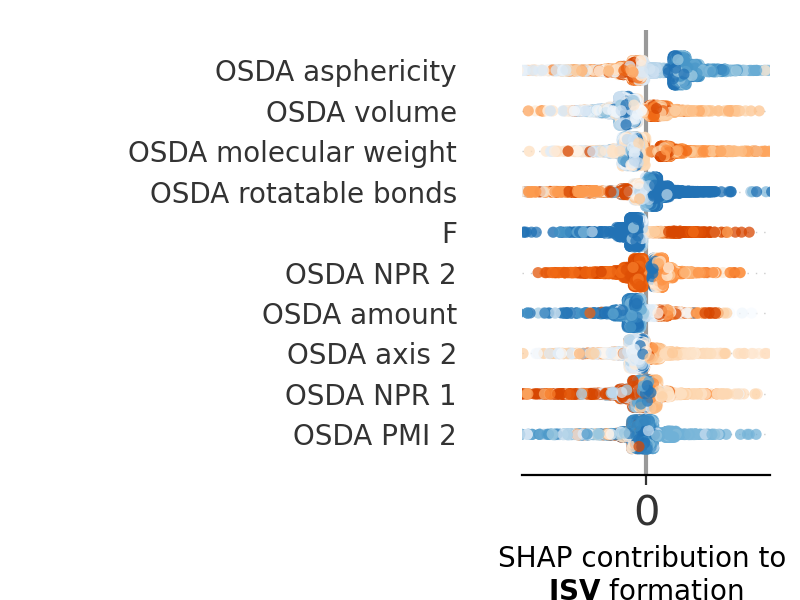 OSDA asphericity
OSDA volume
OSDA molecular weight
OSDA rotatable bonds
F
OSDA NPR 2
OSDA amount
OSDA axis 2
OSDA NPR 1
OSDA PMI 2
0
SHAP contribution to
ISV formation